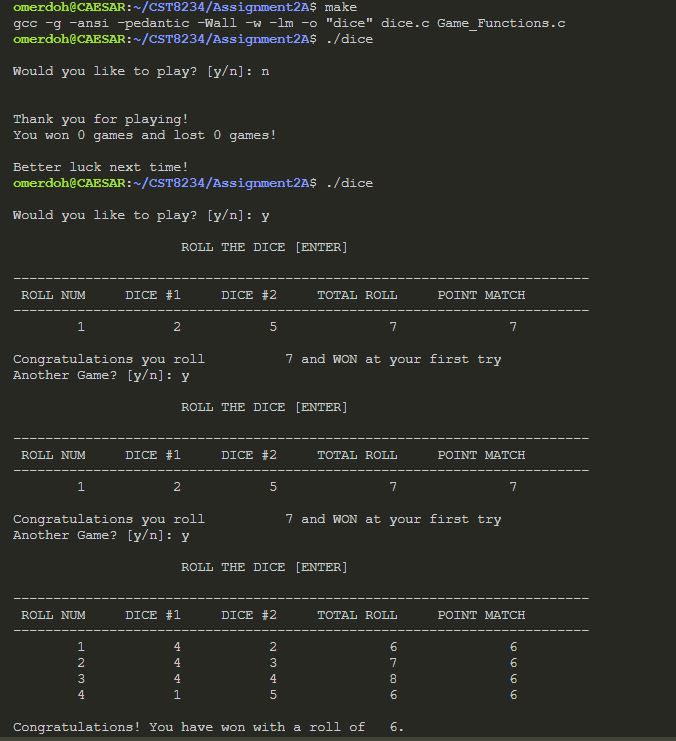 omerdoh@CAESAR:~/CST8234/Assignment2A$ make
gcc -g -ansi -pedantic -Wall -w -lm -o "dice" dice.c Game_Functions.c
omerdoh@CAESAR:~/CST8234/Assignment2A$ ./dice
Would you like to play? [y/n]: n
Thank you for playing!
You won 0 games and lost 0 games!
Better luck next time!
omerdoh@CAESAR:~/CST8234/Assignment2A$ ./dice
Would you like to play? [y/n]: y
ROLL THE DICE [ENTER]
------------------------------------------------------------------------
ROLL NUM     DICE #1     DICE #2     TOTAL ROLL     POINT MATCH
------------------------------------------------------------------------
1           2           5              7              7
Congratulations you roll          7 and WON at your first try
Another Game? [y/n]: y
ROLL THE DICE [ENTER]
------------------------------------------------------------------------
ROLL NUM     DICE #1     DICE #2     TOTAL ROLL     POINT MATCH
------------------------------------------------------------------------
1           2           5              7              7
Congratulations you roll          7 and WON at your first try
Another Game? [y/n]: y
ROLL THE DICE [ENTER]
------------------------------------------------------------------------
ROLL NUM     DICE #1     DICE #2     TOTAL ROLL     POINT MATCH
------------------------------------------------------------------------
1           4           2              6              6
2           4           3              7              6
3           4           4              8              6
4           1           5              6              6
Congratulations! You have won with a roll of   6.